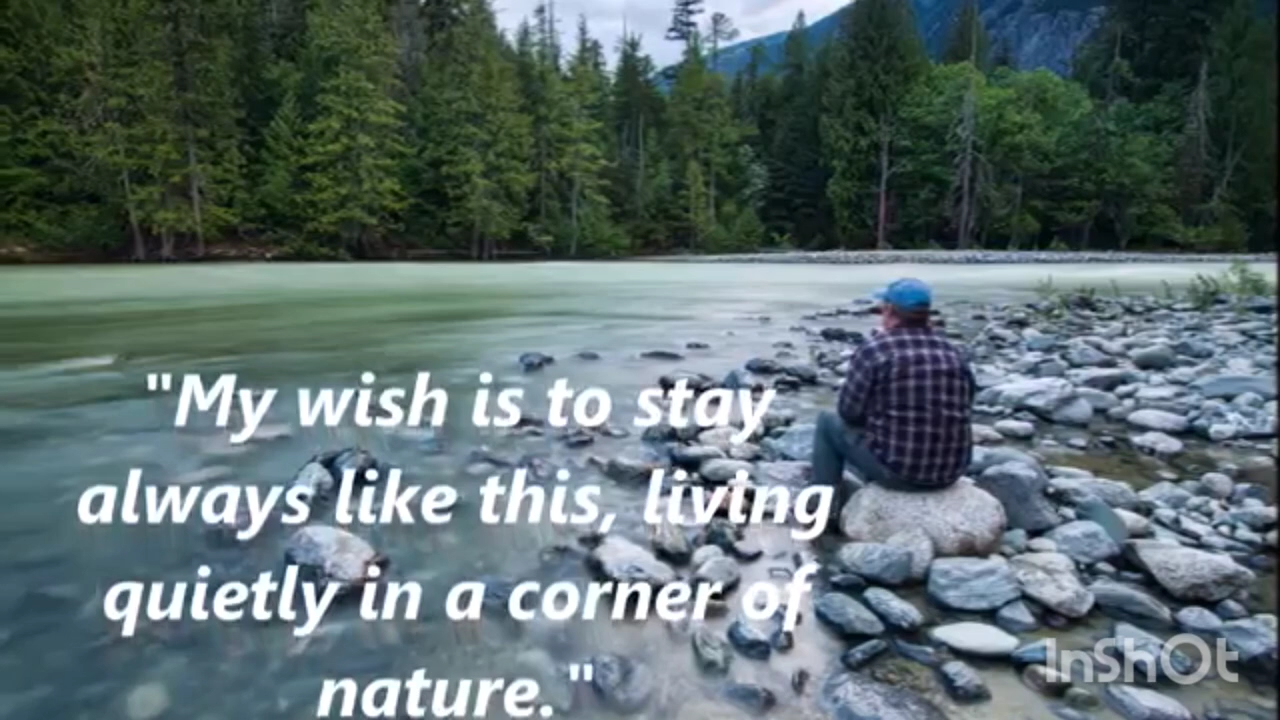 "My wish is to stay
always like this, living
quietly in a corner of
nature."
InShOt